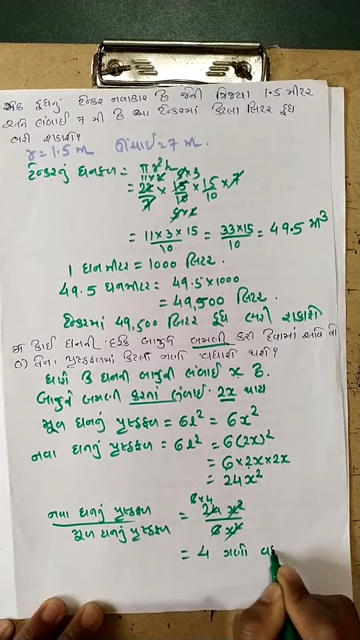 એક દૂધનું ટેન્કર નળાકાર છે જેની ત્રિજ્યા 1.5 મીટર
અને લંબાઈ 7 મી છે આ ટેન્કરમાં કેટલા લિટર દૂધ
ભરી શકાશે?
r = 1.5 m ઊંચાઈ = 7 m.
ટેન્કરનું ઘનફળ = πr²h
= 22/7 × 15/10 × 15/10 × 7
= 11×3×15/10 = 33×15/10 = 49.5 m³
1 ઘનમીટર = 1000 લિટર.
49.5 ઘનમીટર = 49.5×1000
= 49,500 લિટર.
ટેન્કરમાં 49,500 લિટર દૂધ ભરી શકાશે
કોઈ ઘનની દરેક બાજુને બમણી કરી દેવામાં આવે તો
(1) તેના પૃષ્ઠફળમાં કેટલા ગણો વધારો થશે?
ધારો કે ઘનની બાજુની લંબાઈ x છે.
બાજુને બમણી કરતાં લંબાઈ 2x થાય
મૂળ ઘનનું પૃષ્ઠફળ = 6l² = 6x²
નવા ઘનનું પૃષ્ઠફળ = 6l² = 6(2x)²
= 6×2x×2x
= 24x²
નવા ઘનનું પૃષ્ઠફળ / મૂળ ઘનનું પૃષ્ઠફળ = 24x²/6x²
= 4 ગણો વધ